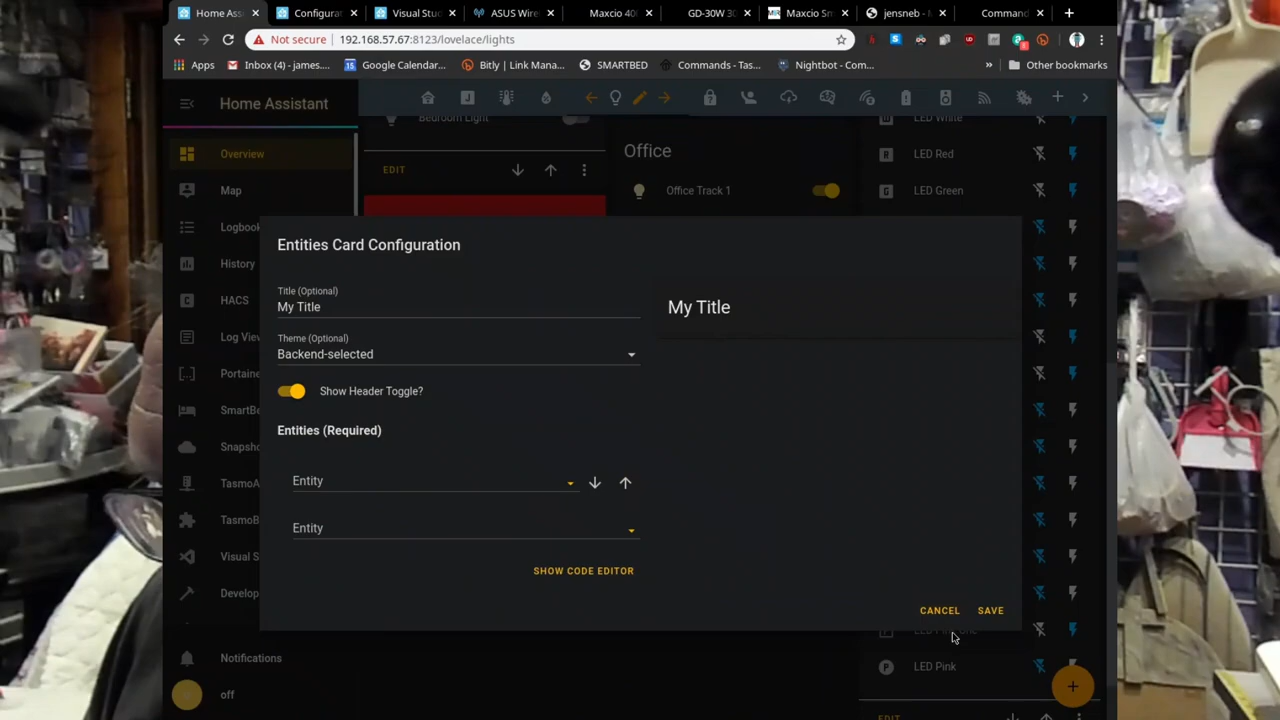 Home Assis
Configurat
Visual Stud
ASUS Wire
Maxcio 40
GD-30W 30
Maxcio Sm
jensneb -
Command
Not secure
192.168.57.67:8123/lovelace/lights
Apps
Inbox (4) - james....
Google Calendar...
Bitly | Link Mana...
SMARTBED
Commands - Tas...
Nightbot - Com...
»
Other bookmarks
Home Assistant
Bedroom Light
LED White
Overview
EDIT
Office
LED Red
Map
Office Track 1
LED Green
Logbook
Entities Card Configuration
History
HACS
Title (Optional)
My Title
My Title
Log View
Theme (Optional)
Backend-selected
Portaine
Show Header Toggle?
SmartBe
Entities (Required)
Snapsho
TasmoA
Entity
TasmoB
Entity
Visual S
SHOW CODE EDITOR
Develop
CANCEL
SAVE
Notifications
LED Pink
off
EDIT